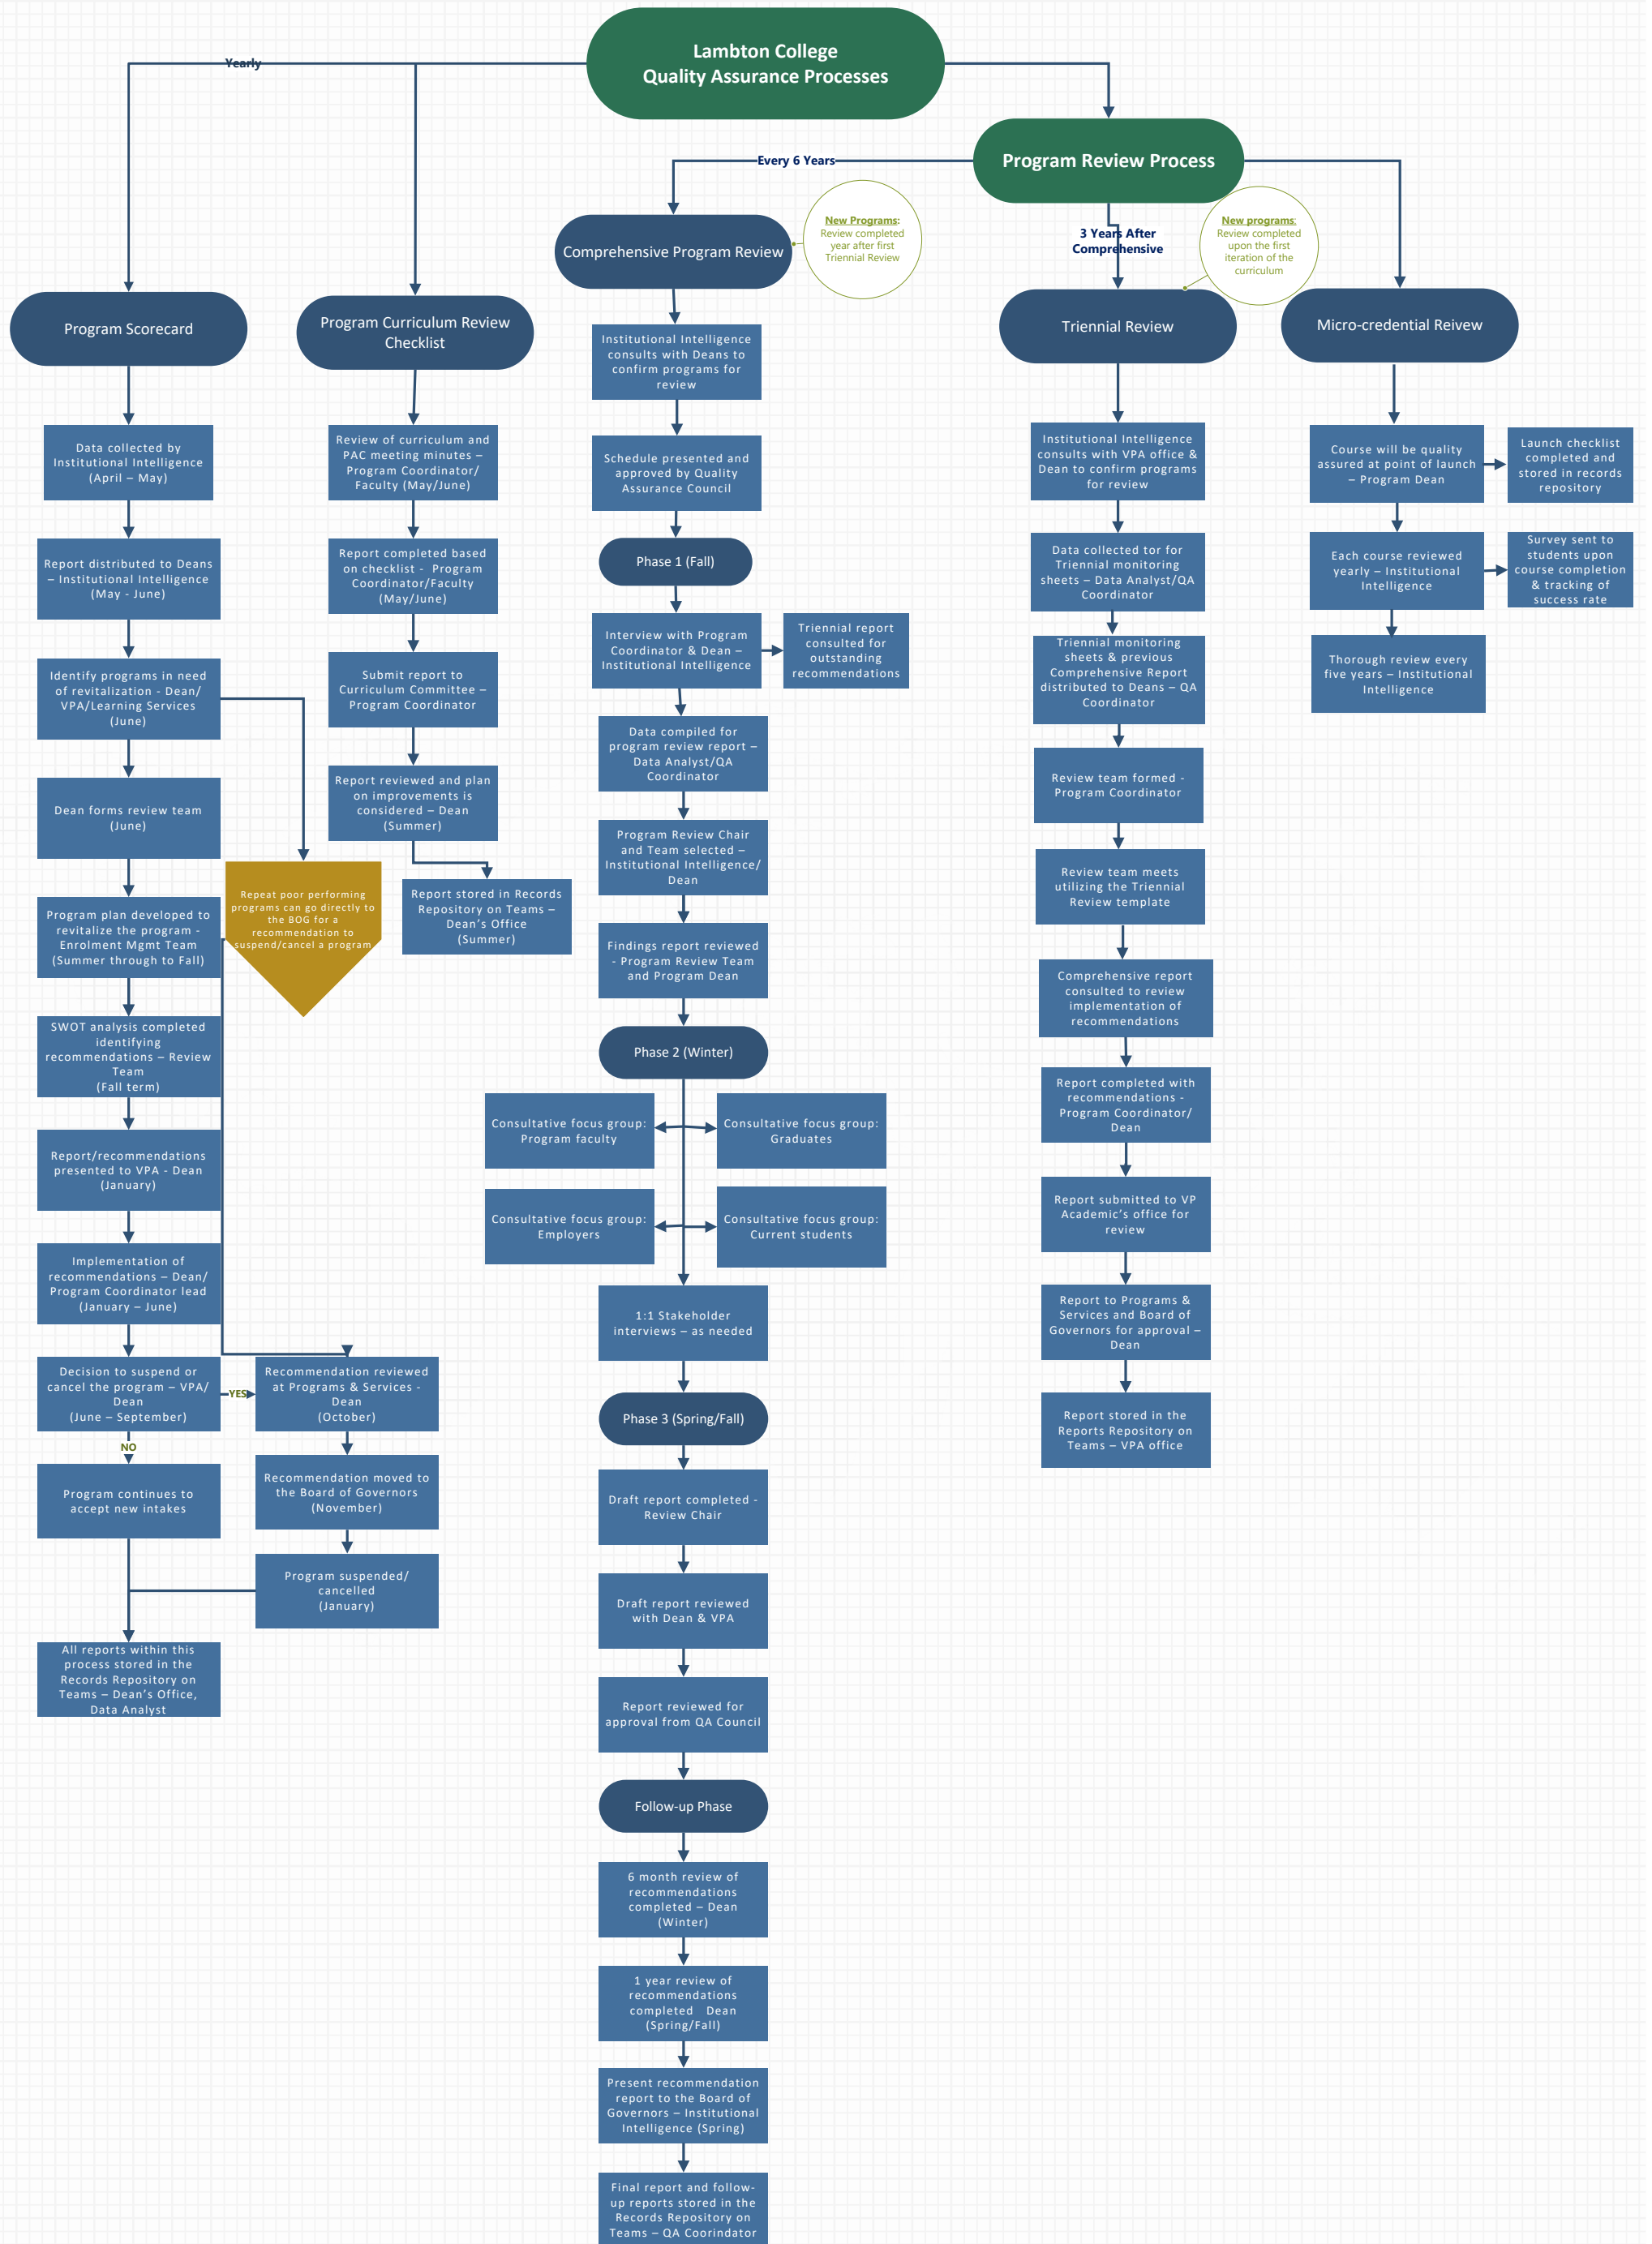 Lambton College
Quality Assurance Processes
Yearly
Program Review Process
Every 6 Years
New Programs:
Review completed
year after first
Triennial Review
3 Years After
Comprehensive
New programs:
Review completed
upon the first
iteration of the
curriculum
Program Scorecard
Data collected by
Institutional Intelligence
(April – May)
Report distributed to Deans
– Institutional Intelligence
(May - June)
Identify programs in need
of revitalization - Dean/
VPA/Learning Services
(June)
Dean forms review team
(June)
Repeat poor performing
programs can go directly to
the BOG for a
recommendation to
suspend/cancel a program
Program plan developed to
revitalize the program -
Enrolment Mgmt Team
(Summer through to Fall)
SWOT analysis completed
identifying
recommendations – Review
Team
(Fall term)
Report/recommendations
presented to VPA - Dean
(January)
Implementation of
recommendations – Dean/
Program Coordinator lead
(January – June)
Decision to suspend or
cancel the program – VPA/
Dean
(June – September)
YES
Recommendation reviewed
at Programs & Services -
Dean
(October)
NO
Program continues to
accept new intakes
Recommendation moved to
the Board of Governors
(November)
Program suspended/
cancelled
(January)
All reports within this
process stored in the
Records Repository on
Teams – Dean’s Office,
Data Analyst
Program Curriculum Review
Checklist
Review of curriculum and
PAC meeting minutes –
Program Coordinator/
Faculty (May/June)
Report completed based
on checklist - Program
Coordinator/Faculty
(May/June)
Submit report to
Curriculum Committee –
Program Coordinator
Report reviewed and plan
on improvements is
considered – Dean
(Summer)
Report stored in Records
Repository on Teams –
Dean’s Office
(Summer)
Comprehensive Program Review
Institutional Intelligence
consults with Deans to
confirm programs for
review
Schedule presented and
approved by Quality
Assurance Council
Phase 1 (Fall)
Interview with Program
Coordinator & Dean –
Institutional Intelligence
Triennial report
consulted for
outstanding
recommendations
Data compiled for
program review report –
Data Analyst/QA
Coordinator
Program Review Chair
and Team selected –
Institutional Intelligence/
Dean
Findings report reviewed
- Program Review Team
and Program Dean
Phase 2 (Winter)
Consultative focus group:
Program faculty
Consultative focus group:
Graduates
Consultative focus group:
Employers
Consultative focus group:
Current students
1:1 Stakeholder
interviews – as needed
Phase 3 (Spring/Fall)
Draft report completed -
Review Chair
Draft report reviewed
with Dean & VPA
Report reviewed for
approval from QA Council
Follow-up Phase
6 month review of
recommendations
completed – Dean
(Winter)
1 year review of
recommendations
completed Dean
(Spring/Fall)
Present recommendation
report to the Board of
Governors – Institutional
Intelligence (Spring)
Final report and follow-
up reports stored in the
Records Repository on
Teams – QA Coorindator
Triennial Review
Institutional Intelligence
consults with VPA office &
Dean to confirm programs
for review
Data collected tor for
Triennial monitoring
sheets – Data Analyst/QA
Coordinator
Triennial monitoring
sheets & previous
Comprehensive Report
distributed to Deans – QA
Coordinator
Review team formed -
Program Coordinator
Review team meets
utilizing the Triennial
Review template
Comprehensive report
consulted to review
implementation of
recommendations
Report completed with
recommendations -
Program Coordinator/
Dean
Report submitted to VP
Academic’s office for
review
Report to Programs &
Services and Board of
Governors for approval –
Dean
Report stored in the
Reports Repository on
Teams – VPA office
Micro-credential Reivew
Course will be quality
assured at point of launch
– Program Dean
Launch checklist
completed and
stored in records
repository
Each course reviewed
yearly – Institutional
Intelligence
Survey sent to
students upon
course completion
& tracking of
success rate
Thorough review every
five years – Institutional
Intelligence